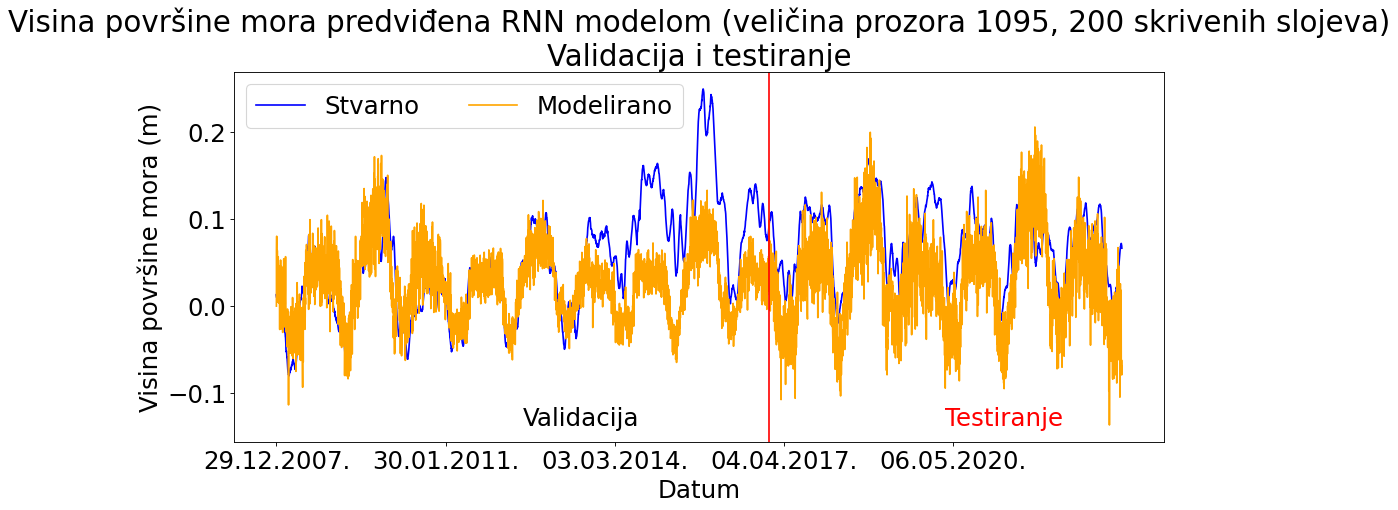 Visina površine mora predviđena RNN modelom (veličina prozora 1095, 200 skrivenih slojeva)
Validacija i testiranje
Stvarno
Modelirano
Visina površine mora (m)
0.2
0.1
0.0
−0.1
Validacija
Testiranje
29.12.2007.
30.01.2011.
03.03.2014.
04.04.2017.
06.05.2020.
Datum